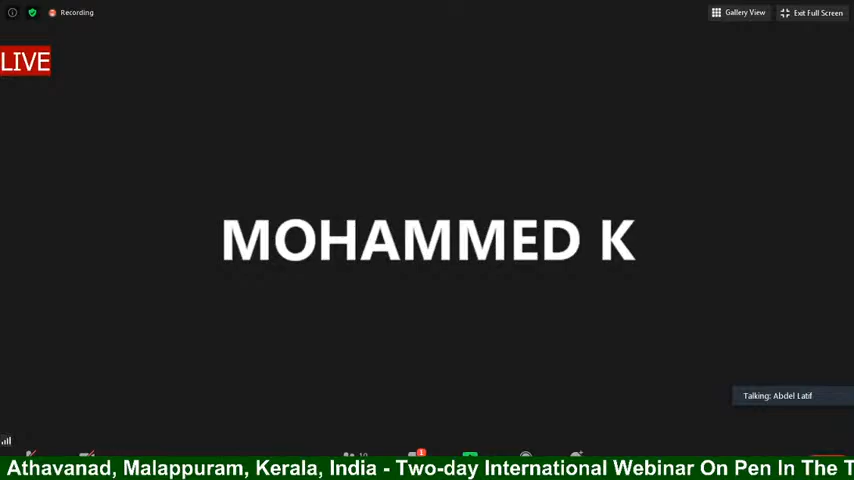 Recording
Gallery View
Exit Full Screen
LIVE
MOHAMMED K
Talking: Abdel Latif
Athavanad, Malappuram, Kerala, India - Two-day International Webinar On Pen In The T